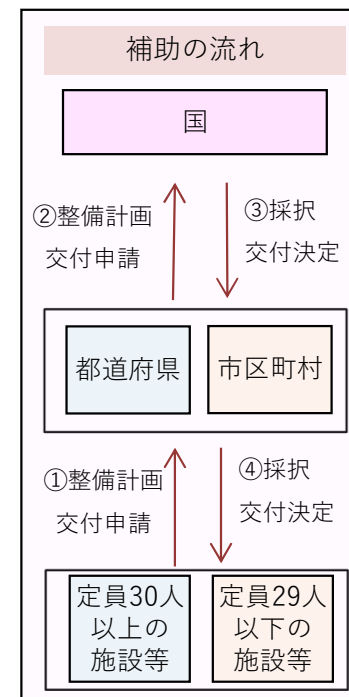 補助の流れ
国
②整備計画
交付申請
③採択
交付決定
都道府県
市区町村
①整備計画
交付申請
④採択
交付決定
定員30人
以上の
施設等
定員29人
以下の
施設等